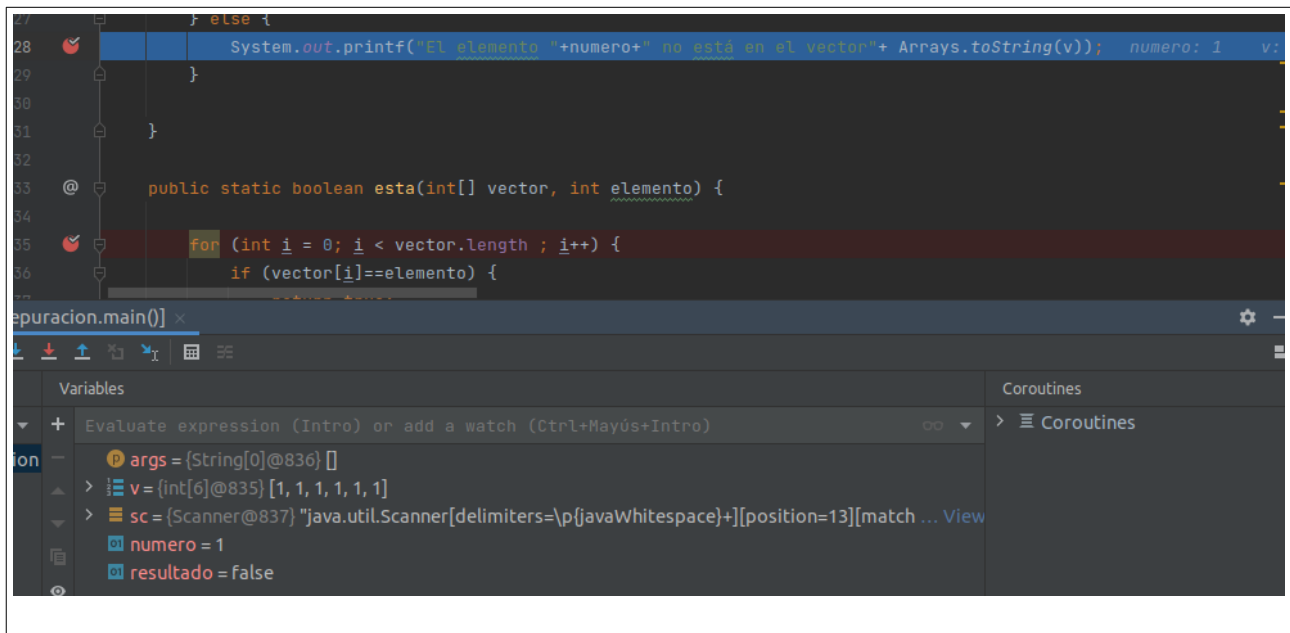 27 } else {
28 System.out.printf("El elemento "+numero+" no está en el vector"+ Arrays.toString(v)); numero: 1 v:
29 }
30
31 }
32
33 @ public static boolean esta(int[] vector, int elemento) {
34
35 for (int i = 0; i < vector.length ; i++) {
36 if (vector[i]==elemento) {
37 return true;
epuracion.main()] ×
Variables
Coroutines
Evaluate expression (Intro) or add a watch (Ctrl+Mayús+Intro)
Coroutines
ion
args = {String[0]@836} []
v = {int[6]@835} [1, 1, 1, 1, 1, 1]
sc = {Scanner@837} "java.util.Scanner[delimiters=\p{javaWhitespace}+][position=13][match ... View
numero = 1
resultado = false